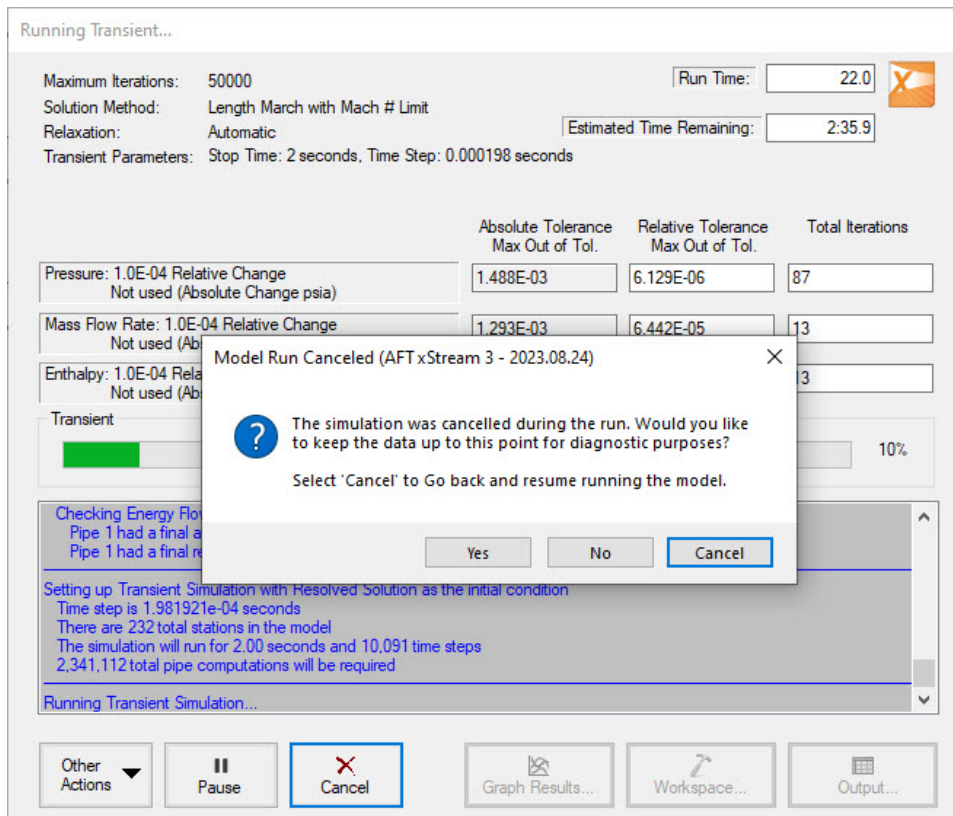 Running Transient...
Maximum Iterations: 50000
Run Time: 22.0
Solution Method: Length March with Mach # Limit
Relaxation: Automatic
Estimated Time Remaining: 2:35.9
Transient Parameters: Stop Time: 2 seconds, Time Step: 0.000198 seconds
Absolute Tolerance Relative Tolerance Total Iterations
Max Out of Tol. Max Out of Tol.
Pressure: 1.0E-04 Relative Change
Not used (Absolute Change psia)
1.488E-03 6.129E-06 87
Mass Flow Rate: 1.0E-04 Relative Change
Not used (Ab
1.293E-03 6.442E-05 13
Enthalpy: 1.0E-04 Rela
Not used (Ab
13
Model Run Canceled (AFT xStream 3 - 2023.08.24)
The simulation was cancelled during the run. Would you like
to keep the data up to this point for diagnostic purposes?
Select 'Cancel' to Go back and resume running the model.
Yes No Cancel
Transient
10%
Checking Energy Flo
Pipe 1 had a final a
Pipe 1 had a final re
Setting up Transient Simulation with Resolved Solution as the initial condition
Time step is 1.981921e-04 seconds
There are 232 total stations in the model
The simulation will run for 2.00 seconds and 10,091 time steps
2,341,112 total pipe computations will be required
Running Transient Simulation...
Other
Actions
Pause
Cancel
Graph Results...
Workspace...
Output...